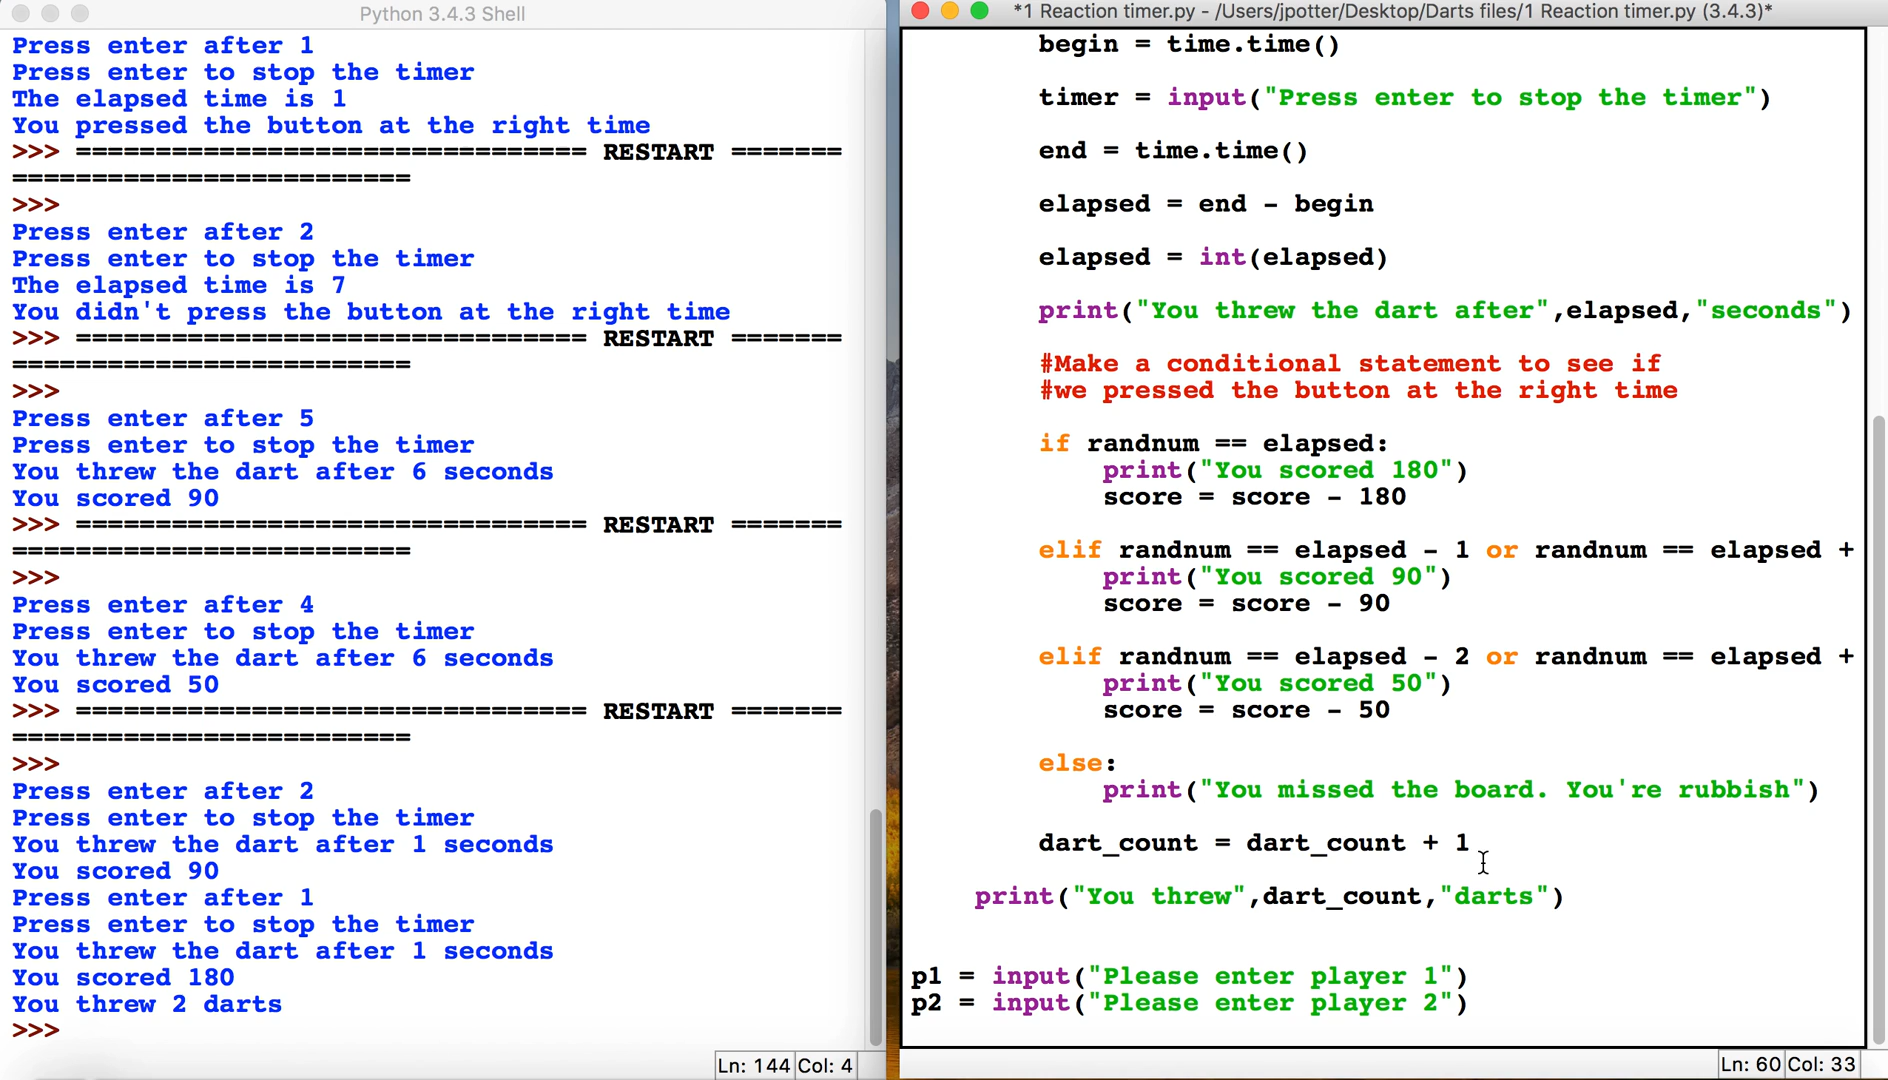 Python 3.4.3 Shell
Press enter after 1
Press enter to stop the timer
The elapsed time is 1
You pressed the button at the right time
>>> ================================ RESTART =======
=========================
>>>
Press enter after 2
Press enter to stop the timer
The elapsed time is 7
You didn't press the button at the right time
>>> ================================ RESTART =======
=========================
>>>
Press enter after 5
Press enter to stop the timer
You threw the dart after 6 seconds
You scored 90
>>> ================================ RESTART =======
=========================
>>>
Press enter after 4
Press enter to stop the timer
You threw the dart after 6 seconds
You scored 50
>>> ================================ RESTART =======
=========================
>>>
Press enter after 2
Press enter to stop the timer
You threw the dart after 1 seconds
You scored 90
Press enter after 1
Press enter to stop the timer
You threw the dart after 1 seconds
You scored 180
You threw 2 darts
>>>
Ln: 144 Col: 4
*1 Reaction timer.py - /Users/jpotter/Desktop/Darts files/1 Reaction timer.py (3.4.3)*
begin = time.time()
timer = input("Press enter to stop the timer")
end = time.time()
elapsed = end - begin
elapsed = int(elapsed)
print("You threw the dart after",elapsed,"seconds")
#Make a conditional statement to see if
#we pressed the button at the right time
if randnum == elapsed:
print("You scored 180")
score = score - 180
elif randnum == elapsed - 1 or randnum == elapsed +
print("You scored 90")
score = score - 90
elif randnum == elapsed - 2 or randnum == elapsed +
print("You scored 50")
score = score - 50
else:
print("You missed the board. You're rubbish")
dart_count = dart_count + 1
print("You threw",dart_count,"darts")
p1 = input("Please enter player 1")
p2 = input("Please enter player 2")
Ln: 60 Col: 33